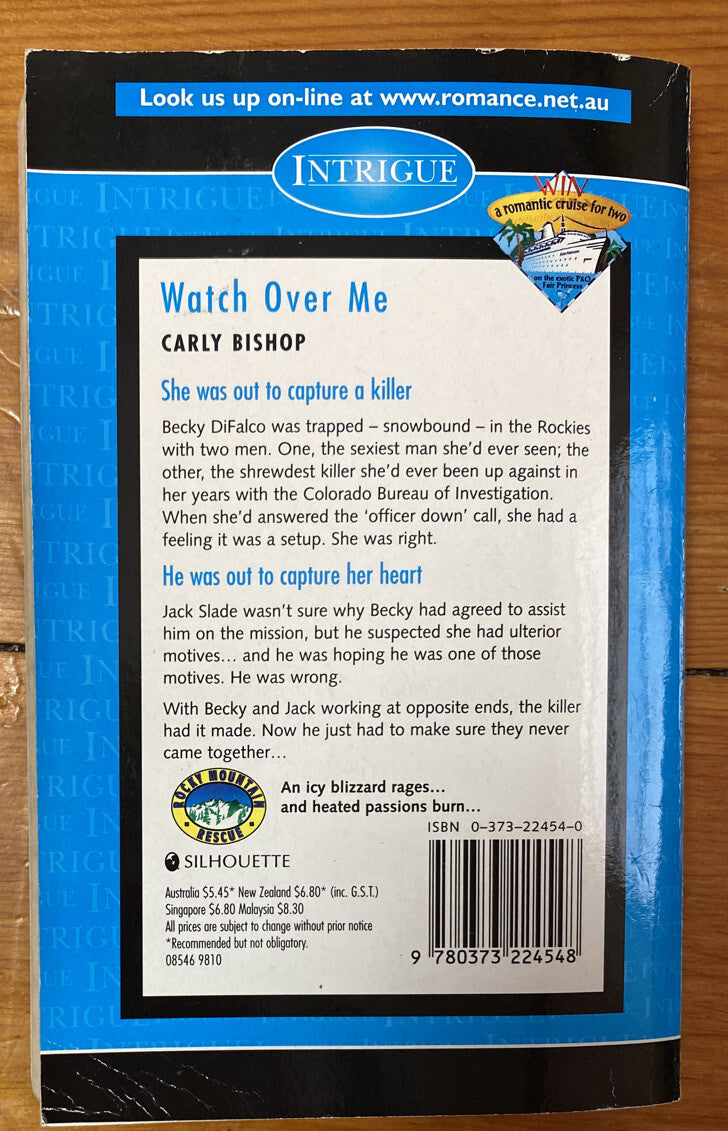 Look us up on-line at www.romance.net.au
INTRIGUE
WIN
a romantic cruise for two
on the exotic P&O
Fair Princess
Watch Over Me
CARLY BISHOP
She was out to capture a killer
Becky DiFalco was trapped – snowbound – in the Rockies
with two men. One, the sexiest man she'd ever seen; the
other, the shrewdest killer she'd ever been up against in
her years with the Colorado Bureau of Investigation.
When she'd answered the 'officer down' call, she had a
feeling it was a setup. She was right.
He was out to capture her heart
Jack Slade wasn't sure why Becky had agreed to assist
him on the mission, but he suspected she had ulterior
motives... and he was hoping he was one of those
motives. He was wrong.
With Becky and Jack working at opposite ends, the killer
had it made. Now he just had to make sure they never
came together...
ROCKY MOUNTAIN
RESCUE
An icy blizzard rages...
and heated passions burn...
ISBN 0-373-22454-0
SILHOUETTE
Australia $5.45* New Zealand $6.80* (inc. G.S.T.)
Singapore $6.80 Malaysia $8.30
All prices are subject to change without prior notice
*Recommended but not obligatory.
08546 9810
9 780373 224548